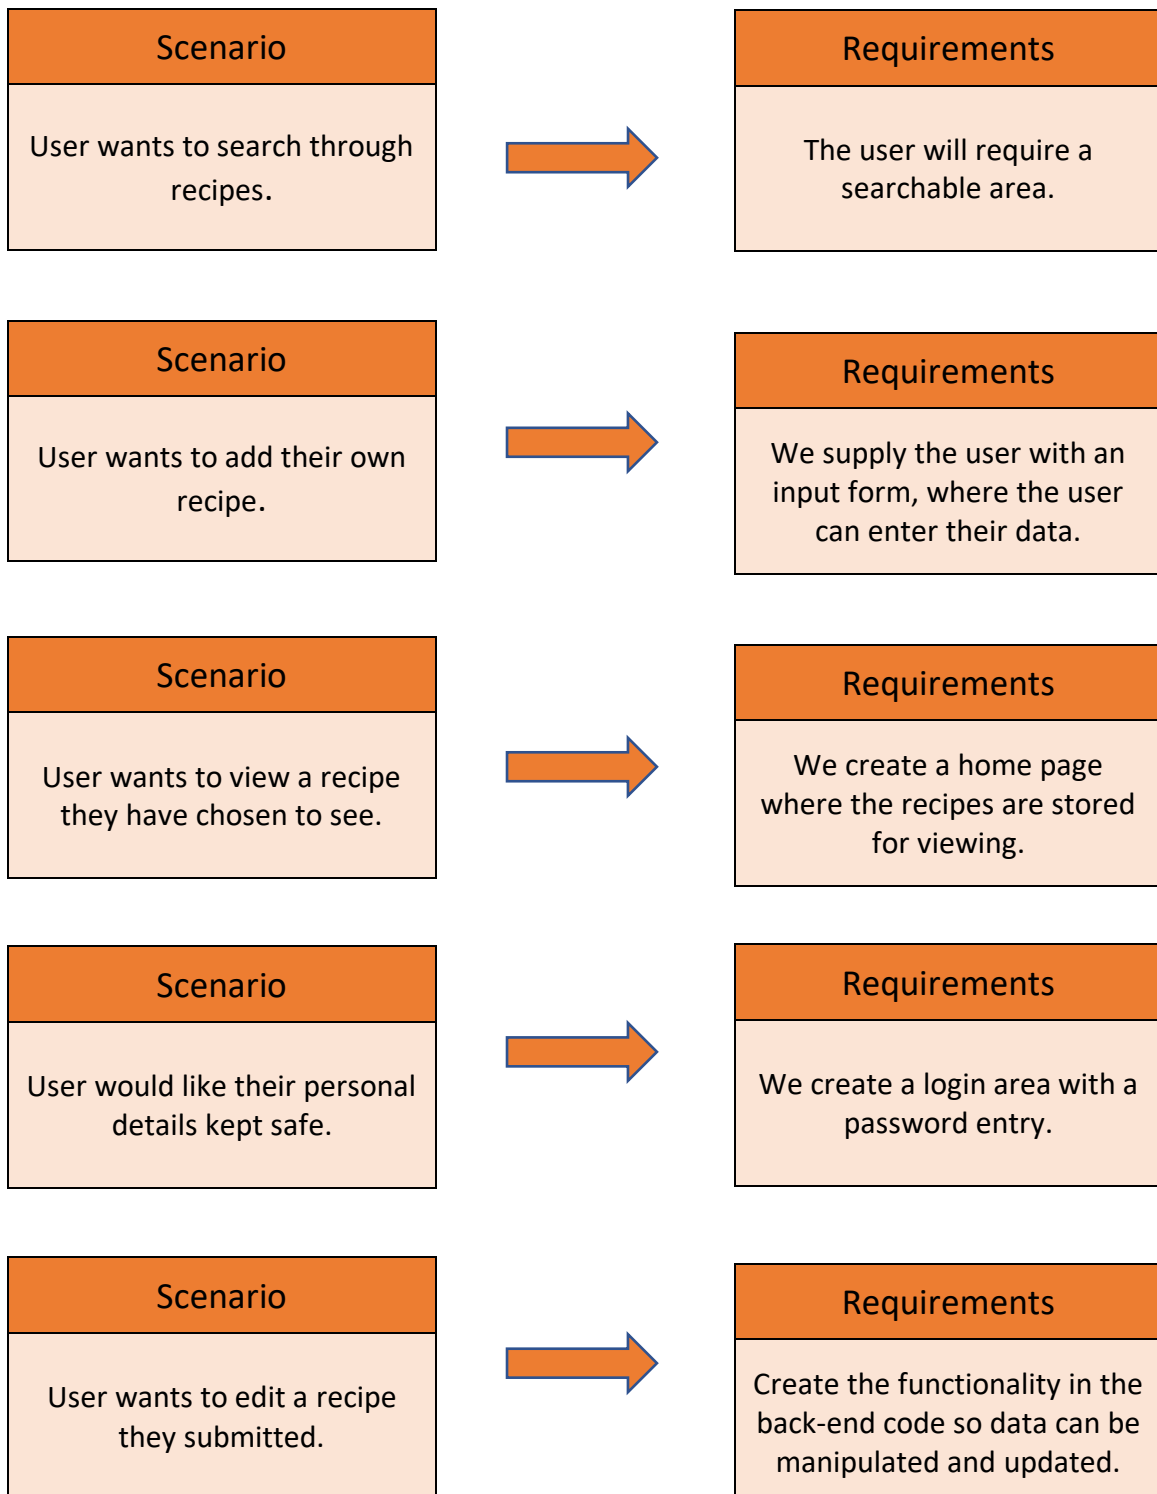 Scenario
User wants to search through
recipes.
Requirements
The user will require a
searchable area.
Scenario
User wants to add their own
recipe.
Requirements
We supply the user with an
input form, where the user
can enter their data.
Scenario
User wants to view a recipe
they have chosen to see.
Requirements
We create a home page
where the recipes are stored
for viewing.
Scenario
User would like their personal
details kept safe.
Requirements
We create a login area with a
password entry.
Scenario
User wants to edit a recipe
they submitted.
Requirements
Create the functionality in the
back-end code so data can be
manipulated and updated.